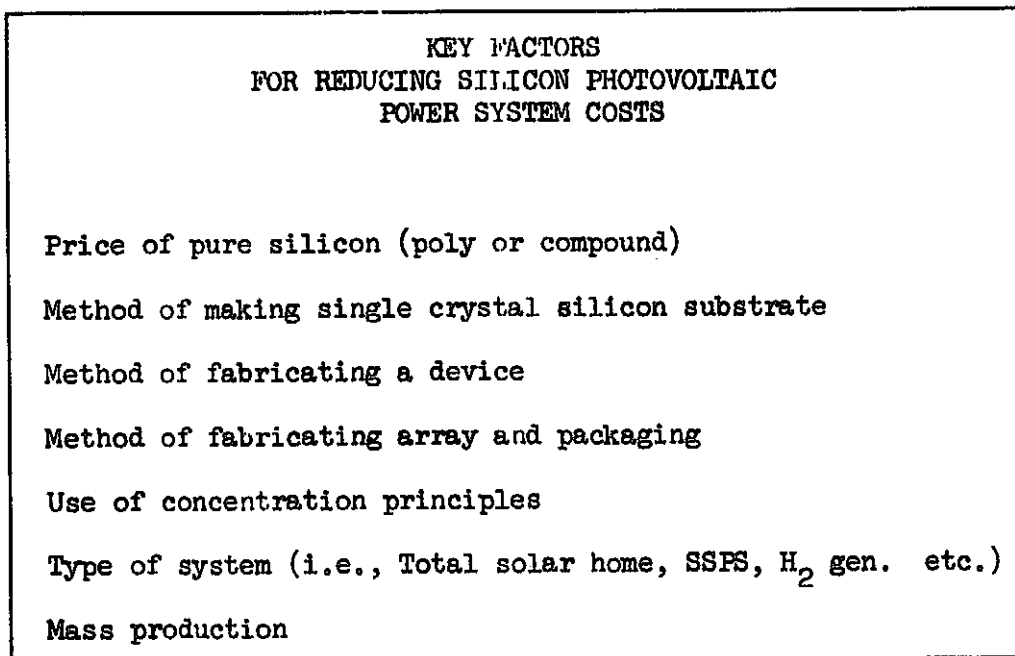 KEY FACTORS
FOR REDUCING SILICON PHOTOVOLTAIC
POWER SYSTEM COSTS
Price of pure silicon (poly or compound)
Method of making single crystal silicon substrate
Method of fabricating a device
Method of fabricating array and packaging
Use of concentration principles
Type of system (i.e., Total solar home, SSPS, H₂ gen. etc.)
Mass production